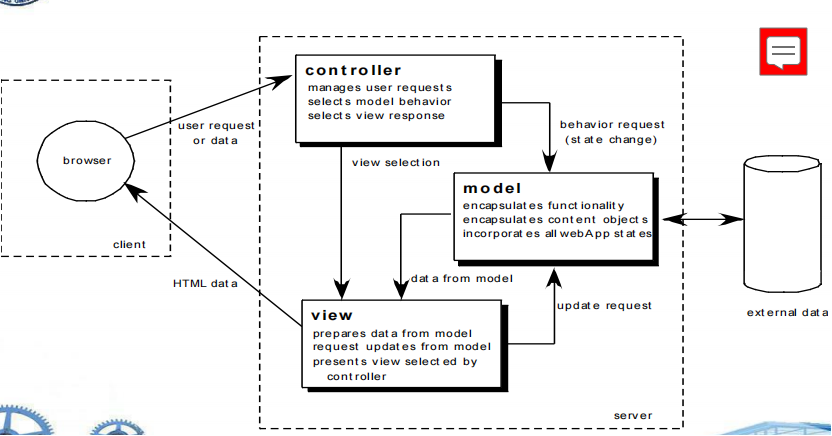 controller
manages user requests
selects model behavior
selects view response
user request
or data
browser
client
view selection
behavior request
(state change)
model
encapsulates functionality
encapsulates content objects
incorporates all webApp states
external data
HTML data
data from model
update request
view
prepares data from model
request updates from model
presents view selected by
controller
server